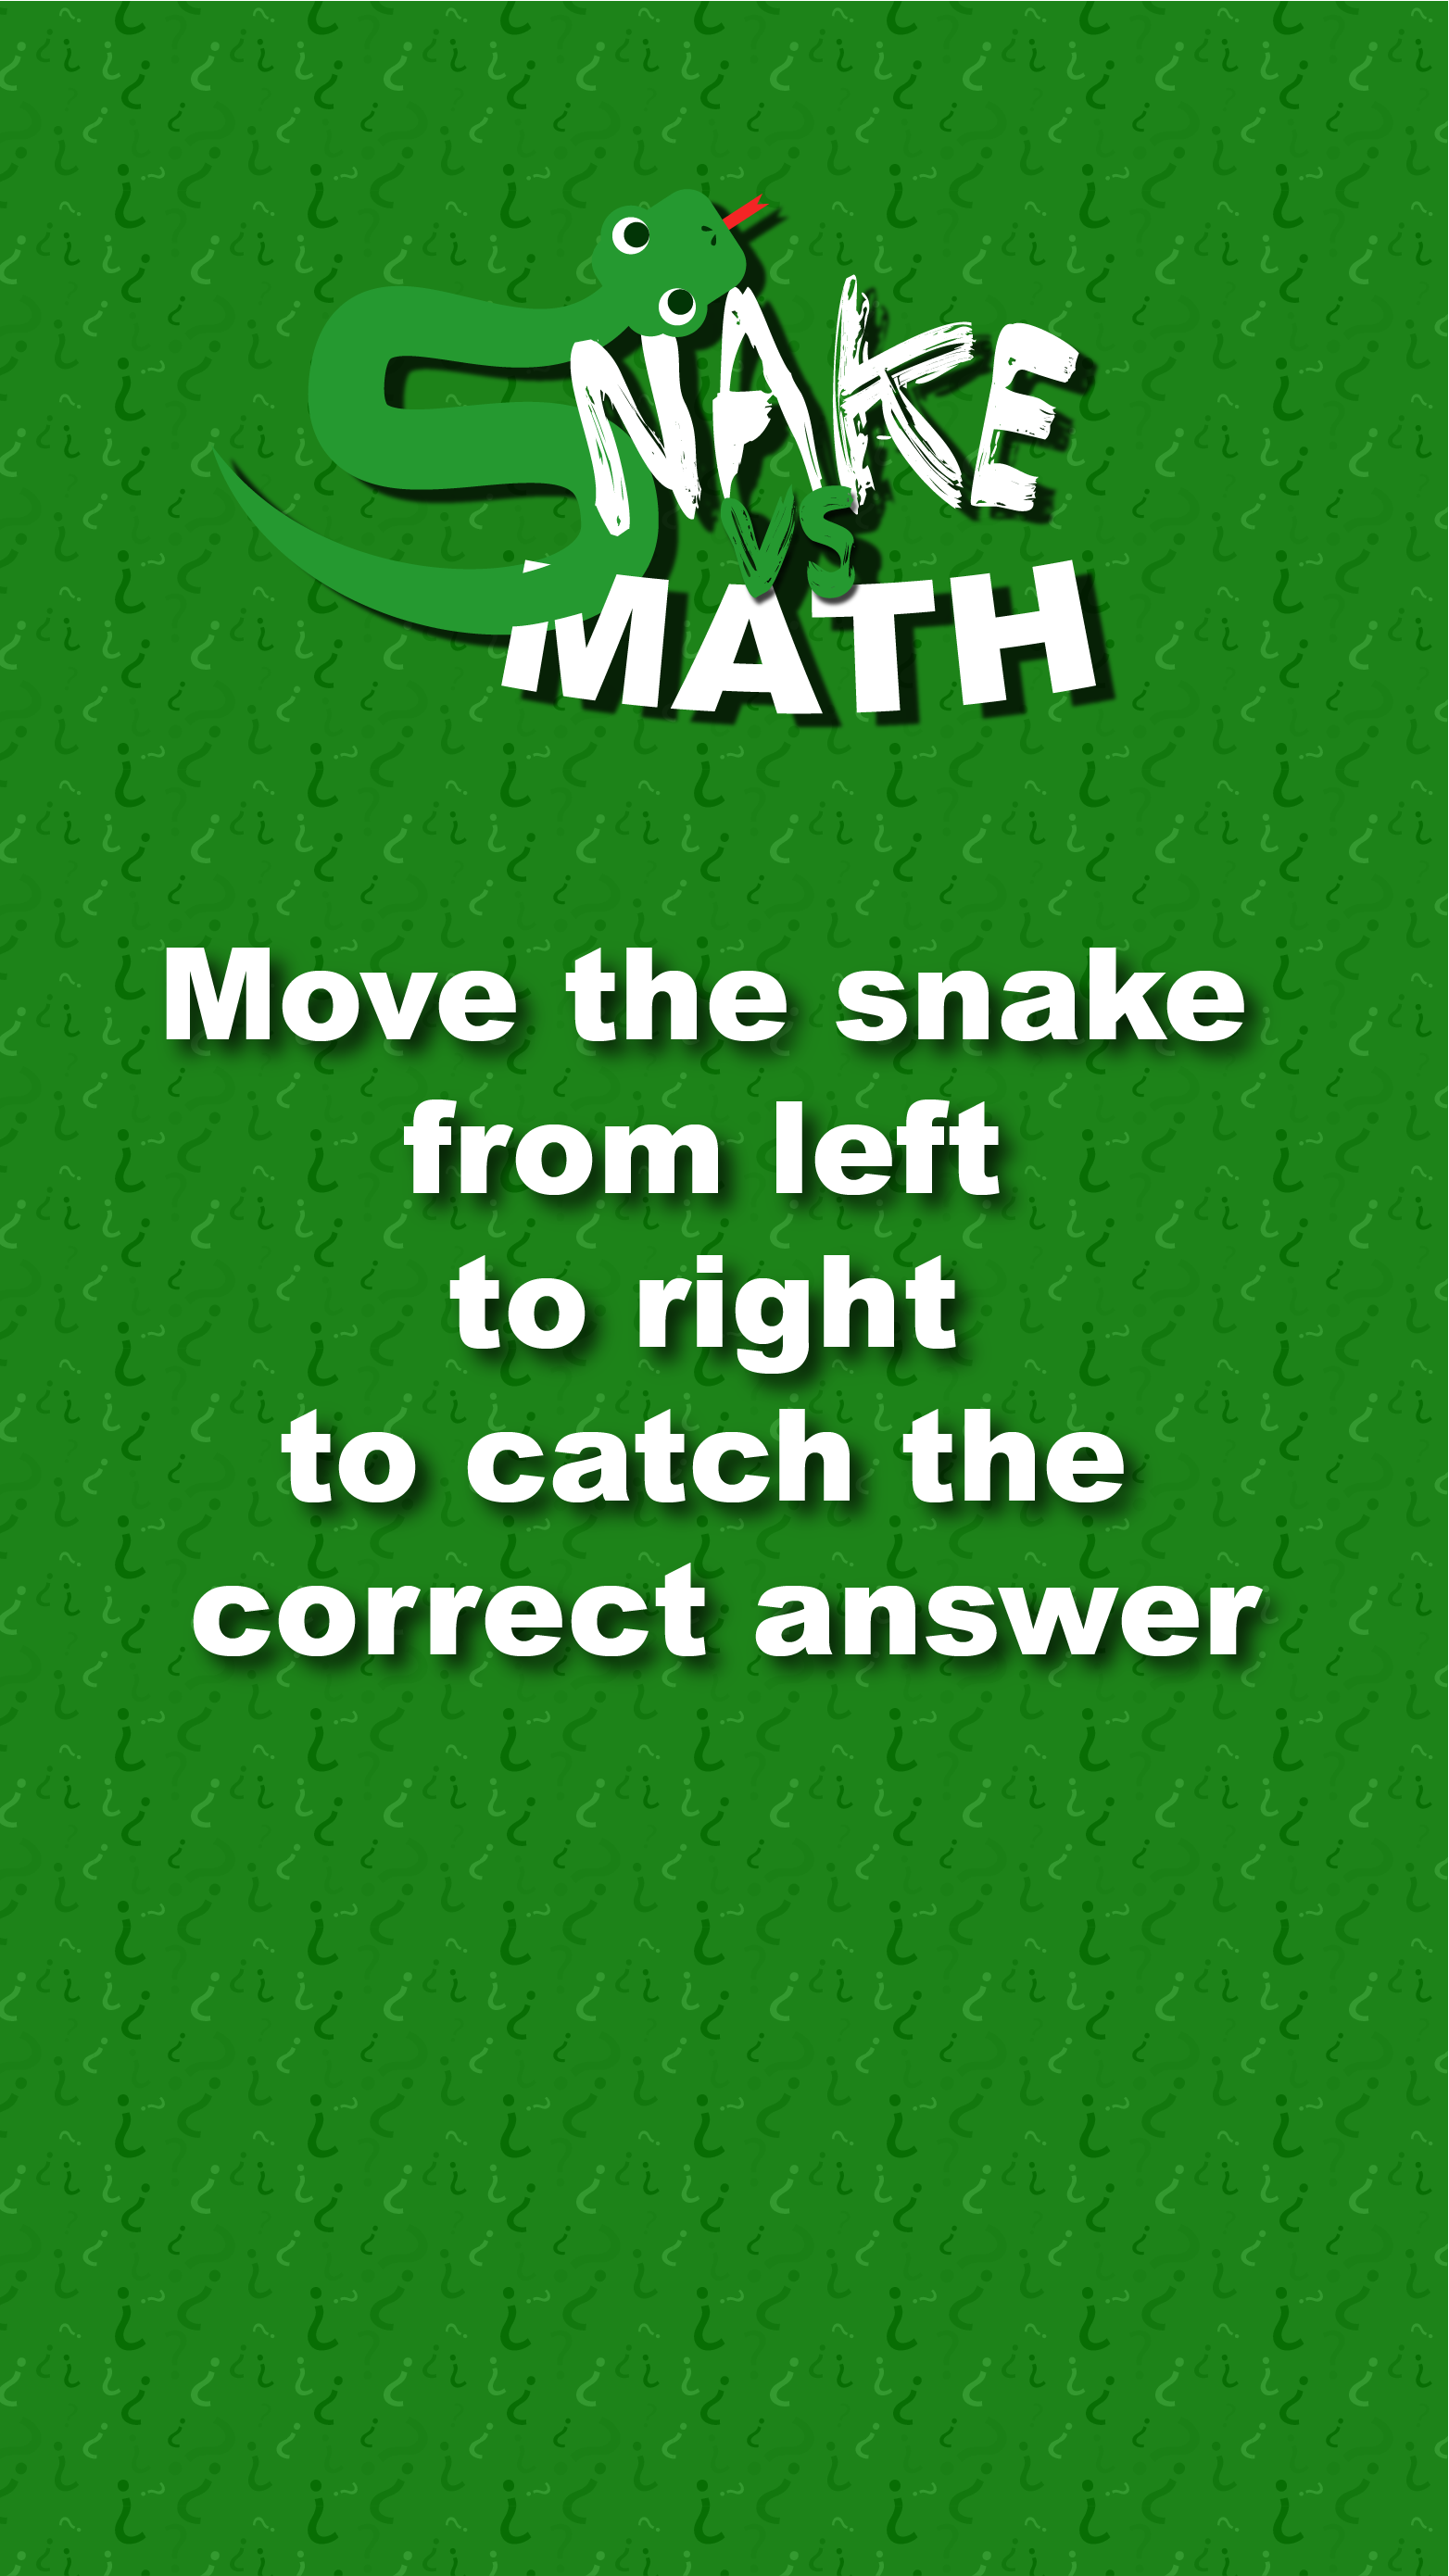 SNAKE
VS
MATH
Move the snake
from left
to right
to catch the
correct answer